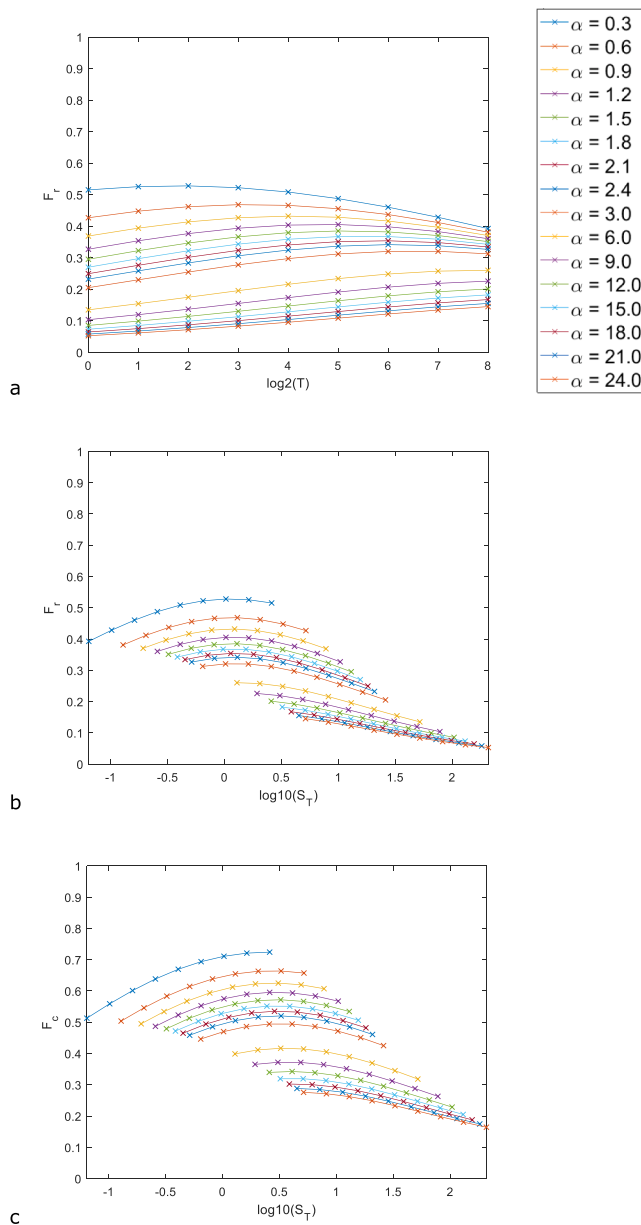 α = 0.3
α = 0.6
α = 0.9
α = 1.2
α = 1.5
α = 1.8
α = 2.1
α = 2.4
α = 3.0
α = 6.0
α = 9.0
α = 12.0
α = 15.0
α = 18.0
α = 21.0
α = 24.0
1
0.9
0.8
0.7
0.6
F_r
0.5
0.4
0.3
0.2
0.1
0
0 1 2 3 4 5 6 7 8
log2(T)
a
1
0.9
0.8
0.7
0.6
F_r
0.5
0.4
0.3
0.2
0.1
0
-1 -0.5 0 0.5 1 1.5 2
log10(S_T)
b
1
0.9
0.8
0.7
0.6
F_c
0.5
0.4
0.3
0.2
0.1
0
-1 -0.5 0 0.5 1 1.5 2
log10(S_T)
c